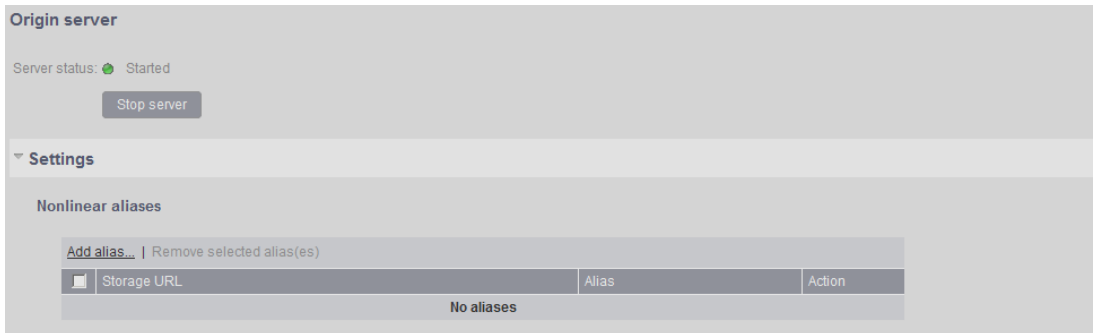 Origin server
Server status: Started
Stop server
Settings
Nonlinear aliases
Add alias... | Remove selected alias(es)
Storage URL Alias Action
No aliases